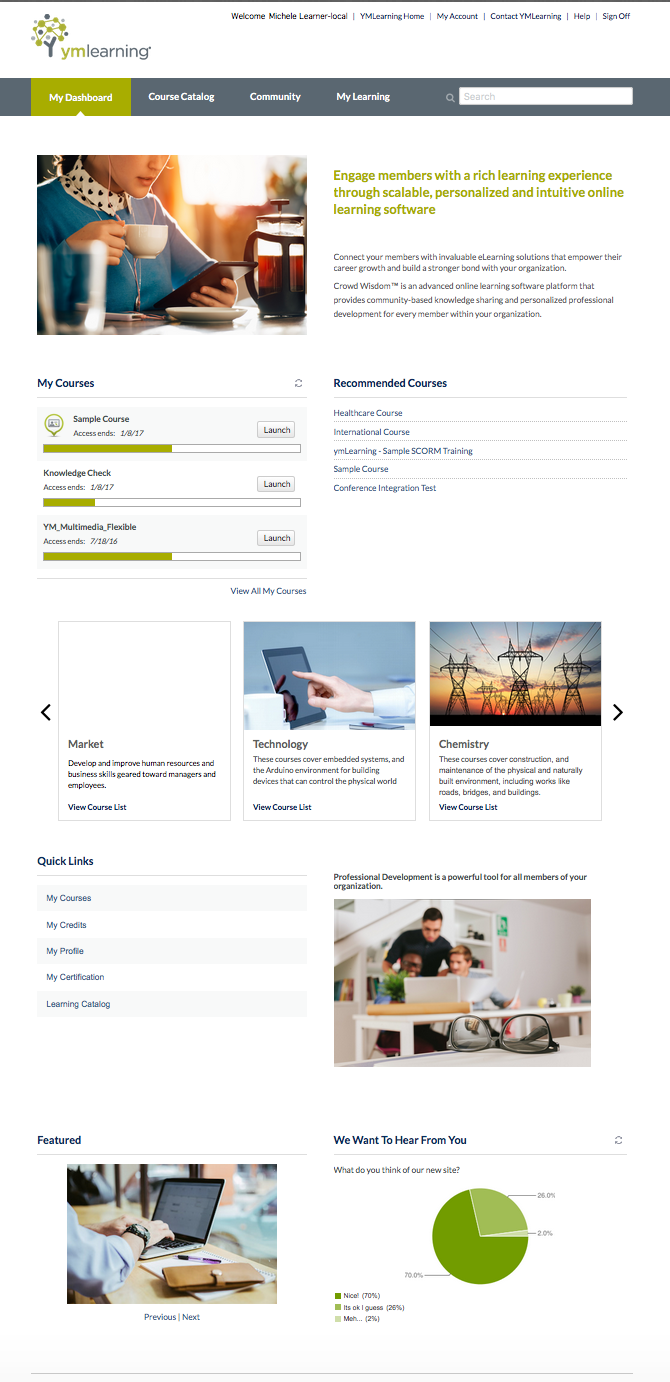 Welcome Michele Learner-local | YMLearning Home | My Account | Contact YMLearning | Help | Sign Off
ymlearning
My Dashboard Course Catalog Community My Learning Search
Engage members with a rich learning experience
through scalable, personalized and intuitive online
learning software
Connect your members with invaluable eLearning solutions that empower their
career growth and build a stronger bond with your organization.
Crowd Wisdom™ is an advanced online learning software platform that
provides community-based knowledge sharing and personalized professional
development for every member within your organization.
My Courses
Sample Course
Access ends: 1/8/17
Launch
Knowledge Check
Access ends: 1/8/17
Launch
YM_Multimedia_Flexible
Access ends: 7/18/16
Launch
View All My Courses
Recommended Courses
Healthcare Course
International Course
ymLearning - Sample SCORM Training
Sample Course
Conference Integration Test
Market
Develop and improve human resources and
business skills geared toward managers and
employees.
View Course List
Technology
These courses cover embedded systems, and
the Arduino environment for building
devices that can control the physical world
View Course List
Chemistry
These courses cover construction, and
maintenance of the physical and naturally
built environment, including works like
roads, bridges, and buildings.
View Course List
Quick Links
My Courses
My Credits
My Profile
My Certification
Learning Catalog
Professional Development is a powerful tool for all members of your
organization.
Featured
Previous | Next
We Want To Hear From You
What do you think of our new site?
26.0%
2.0%
70.0%
Nice! (70%)
Its ok I guess (26%)
Meh... (2%)